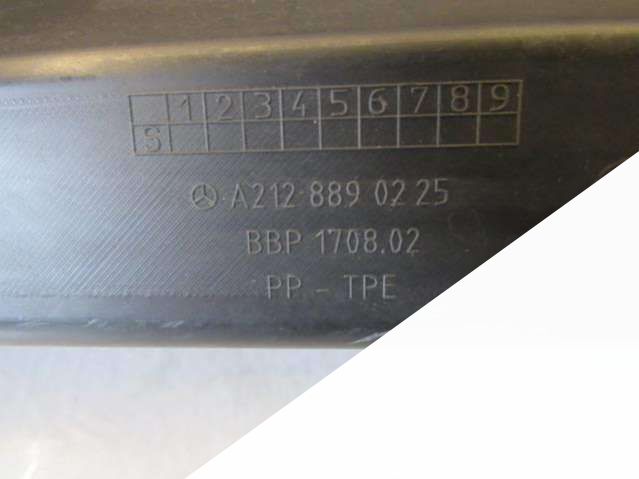 1 2 3 4 5 6 7 8 9
S
A212 889 02 25
BBP 1708.02
PP - TPE